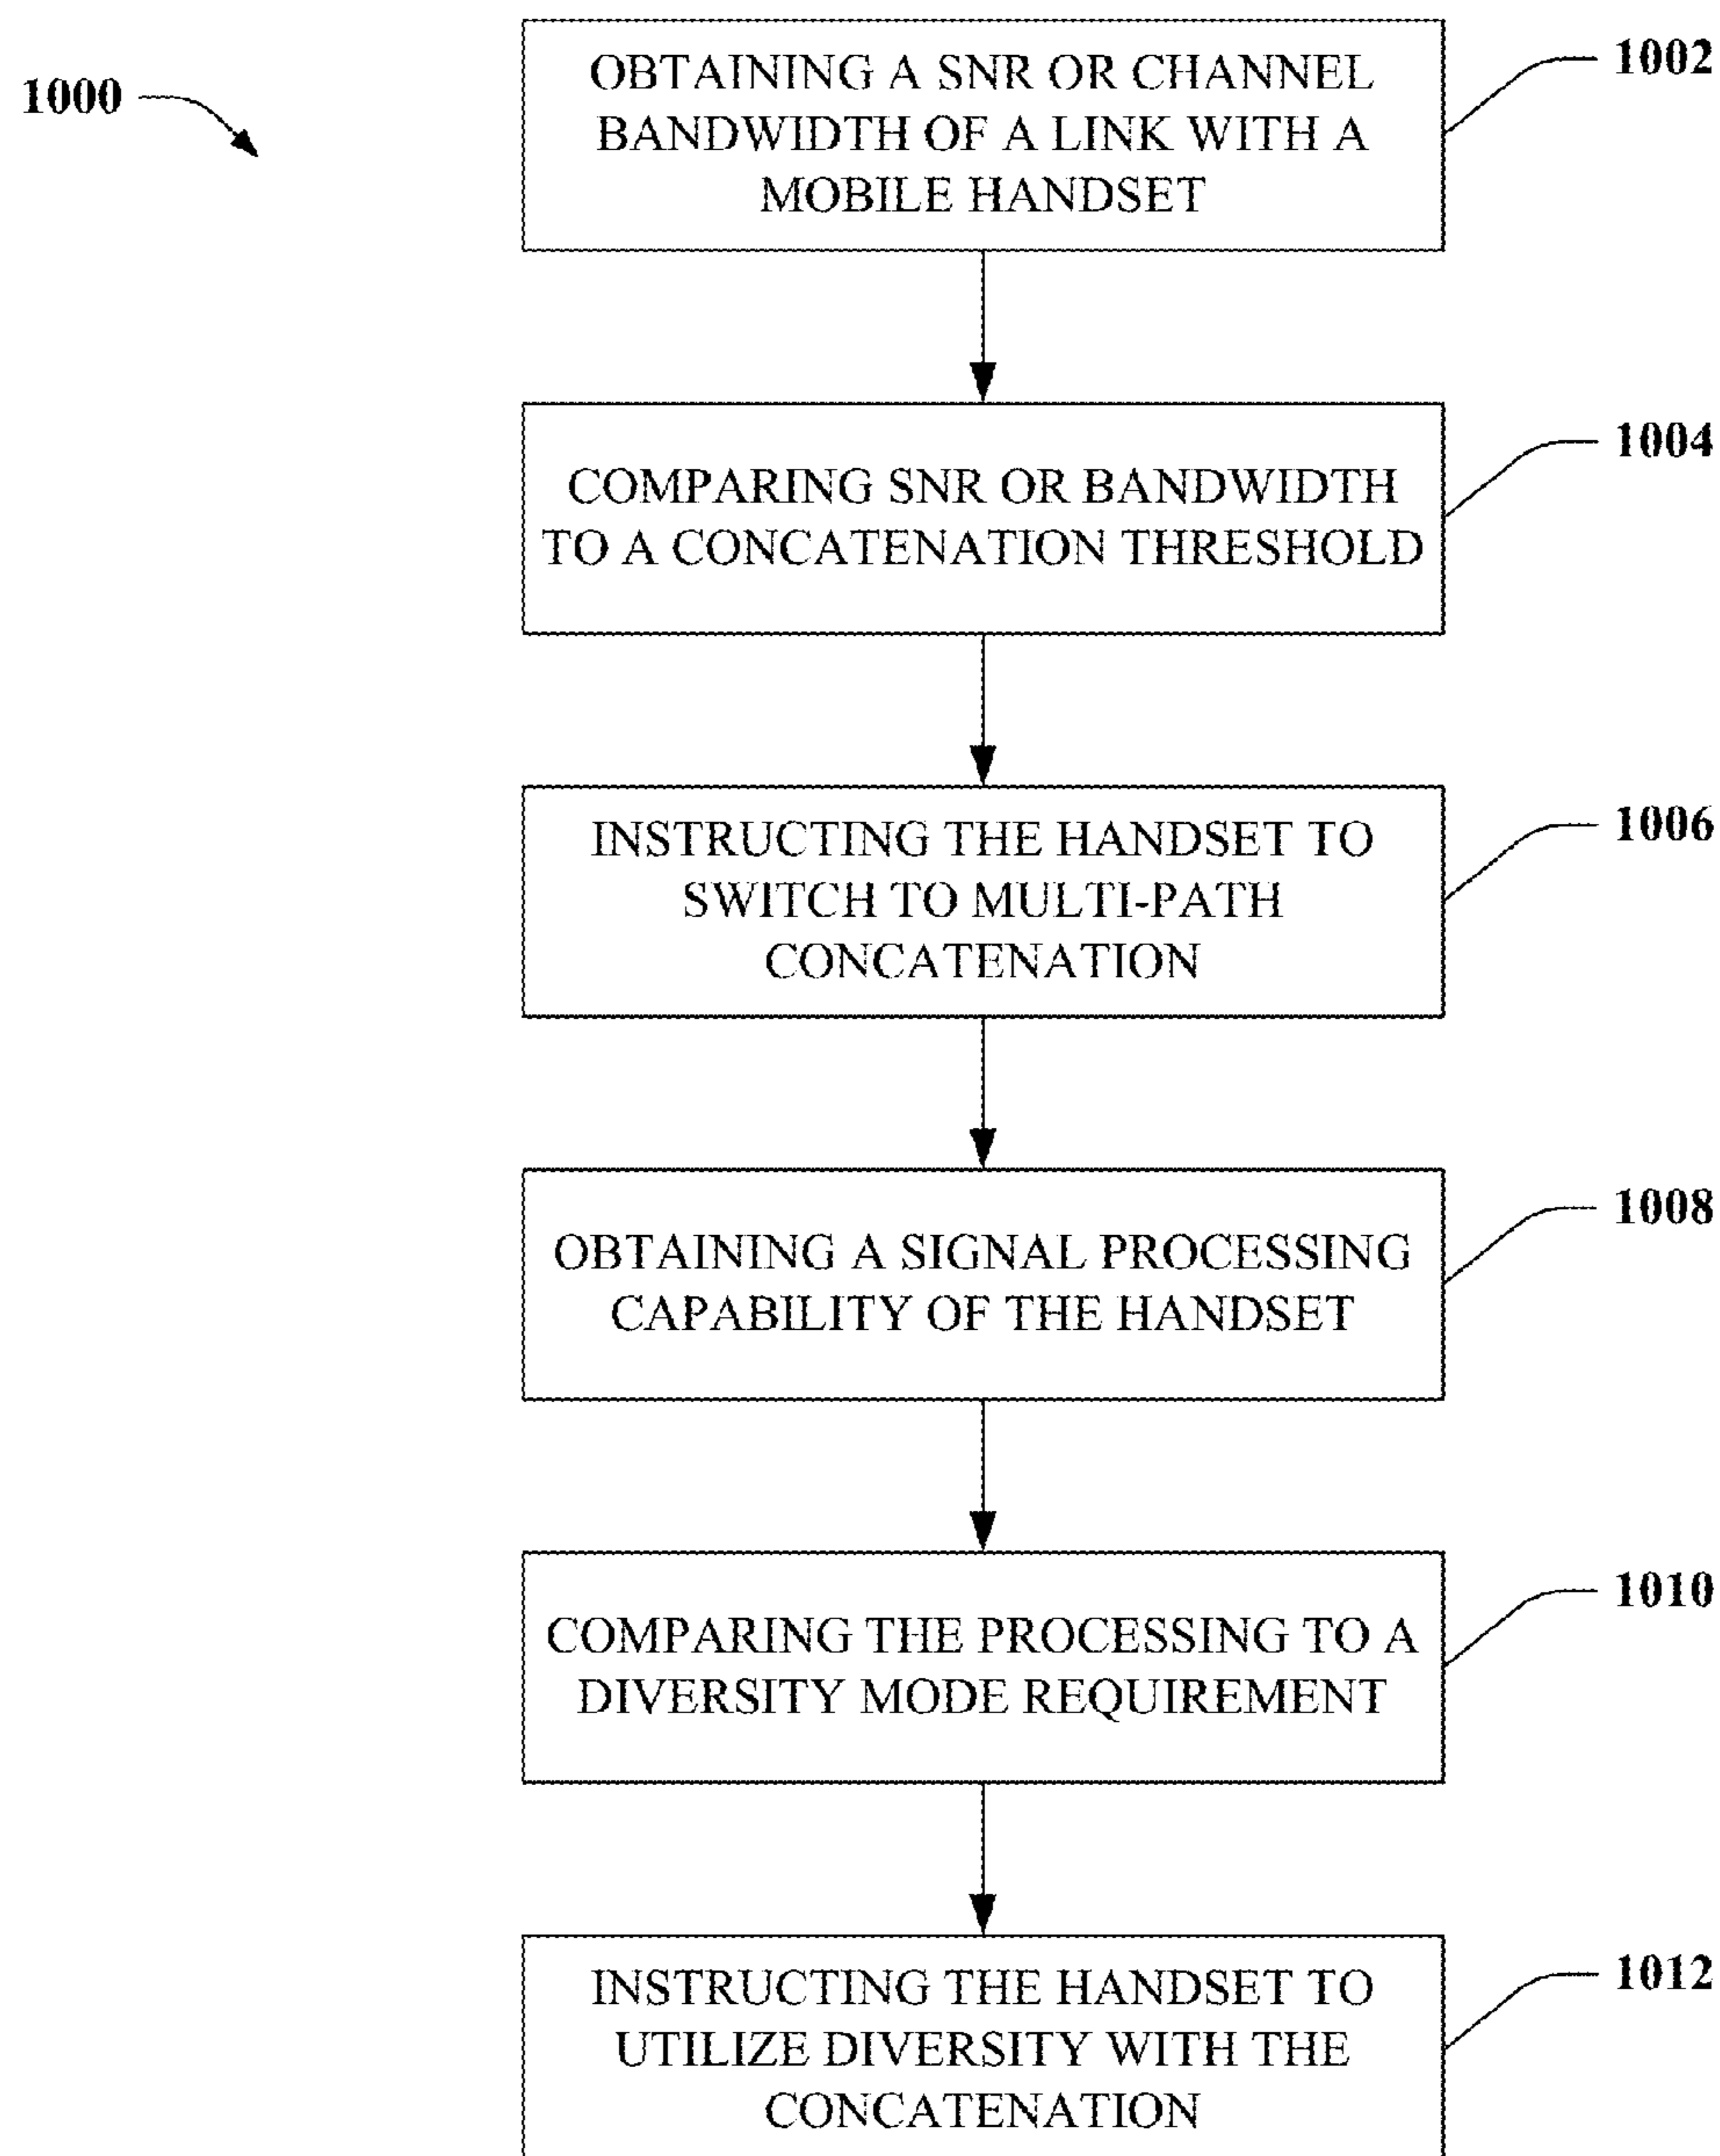 1000
OBTAINING A SNR OR CHANNEL
BANDWIDTH OF A LINK WITH A
MOBILE HANDSET
1002
COMPARING SNR OR BANDWIDTH
TO A CONCATENATION THRESHOLD
1004
INSTRUCTING THE HANDSET TO
SWITCH TO MULTI-PATH
CONCATENATION
1006
OBTAINING A SIGNAL PROCESSING
CAPABILITY OF THE HANDSET
1008
COMPARING THE PROCESSING TO A
DIVERSITY MODE REQUIREMENT
1010
INSTRUCTING THE HANDSET TO
UTILIZE DIVERSITY WITH THE
CONCATENATION
1012